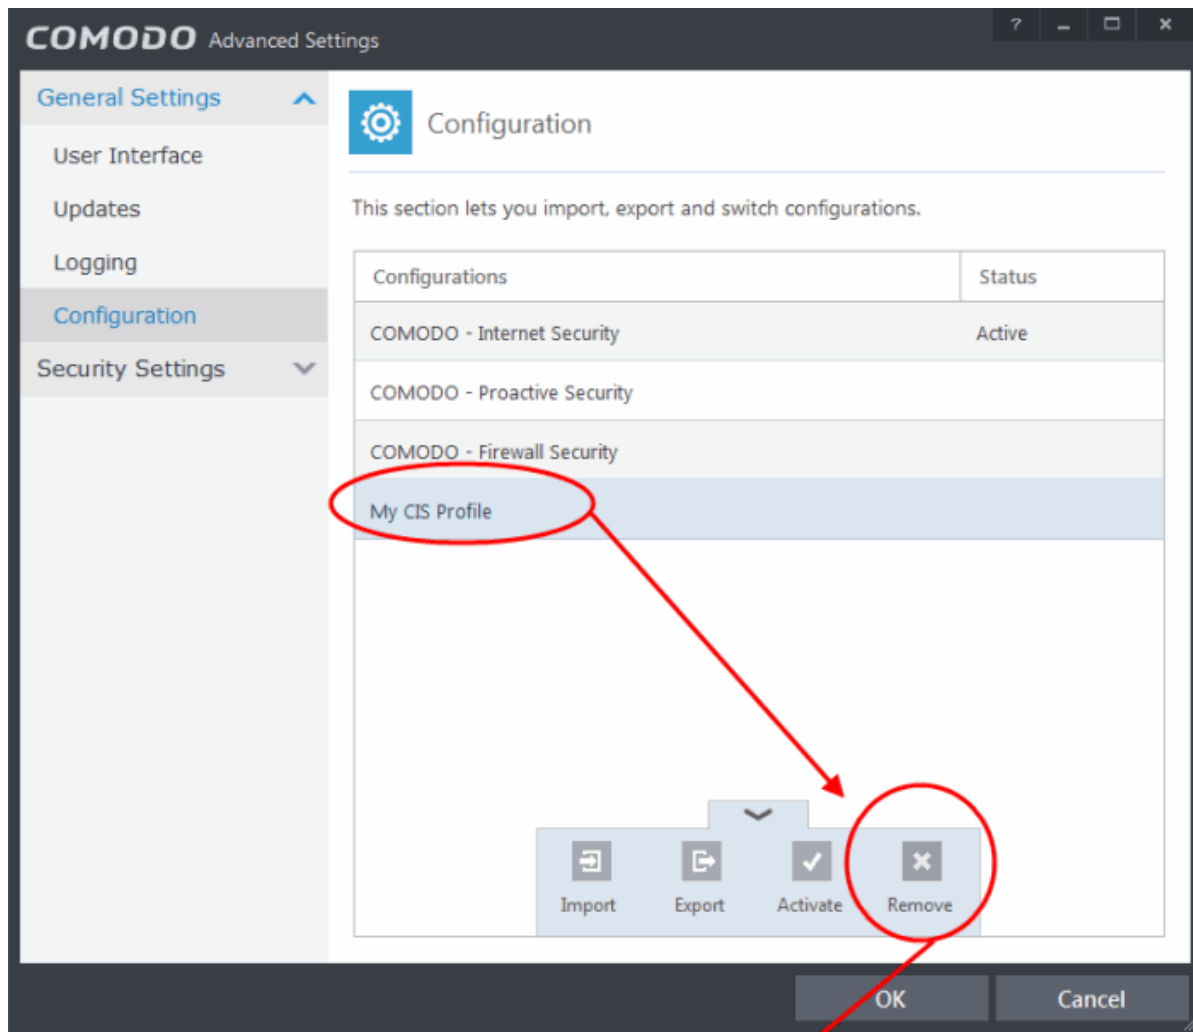 COMODO Advanced Settings
?
General Settings
User Interface
Updates
Logging
Configuration
Security Settings
Configuration
This section lets you import, export and switch configurations.
Configurations Status
COMODO - Internet Security Active
COMODO - Proactive Security
COMODO - Firewall Security
My CIS Profile
Import Export Activate Remove
OK Cancel